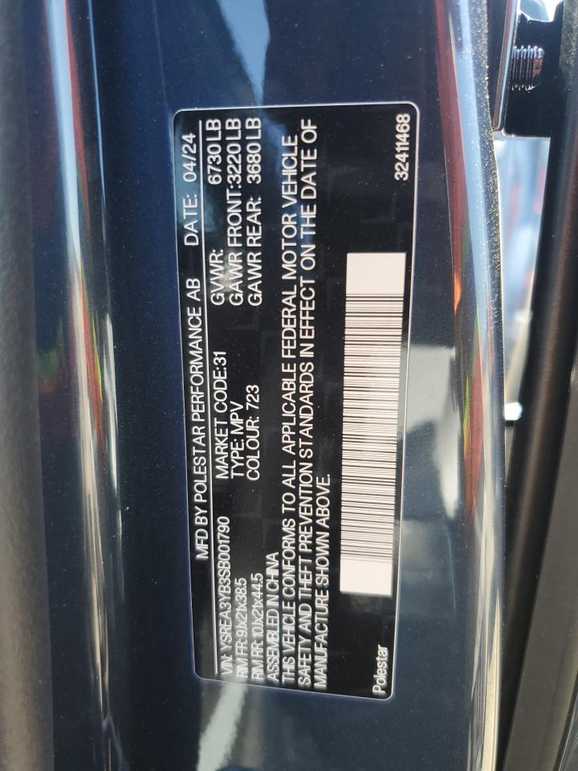 MFD BY POLESTAR PERFORMANCE AB DATE: 04/24
VIN: YSREA3YB3SB001790 MARKET CODE:31 GVWR: 6730 LB
RIM FR:9Jx21x38.5 TYPE: MPV GAWR FRONT:3220 LB
RIM RR: 10Jx21x44.5 COLOUR: 723 GAWR REAR: 3680 LB
ASSEMBLED IN CHINA
THIS VEHICLE CONFORMS TO ALL APPLICABLE FEDERAL MOTOR VEHICLE
SAFETY AND THEFT PREVENTION STANDARDS IN EFFECT ON THE DATE OF
MANUFACTURE SHOWN ABOVE.
Polestar 32411468